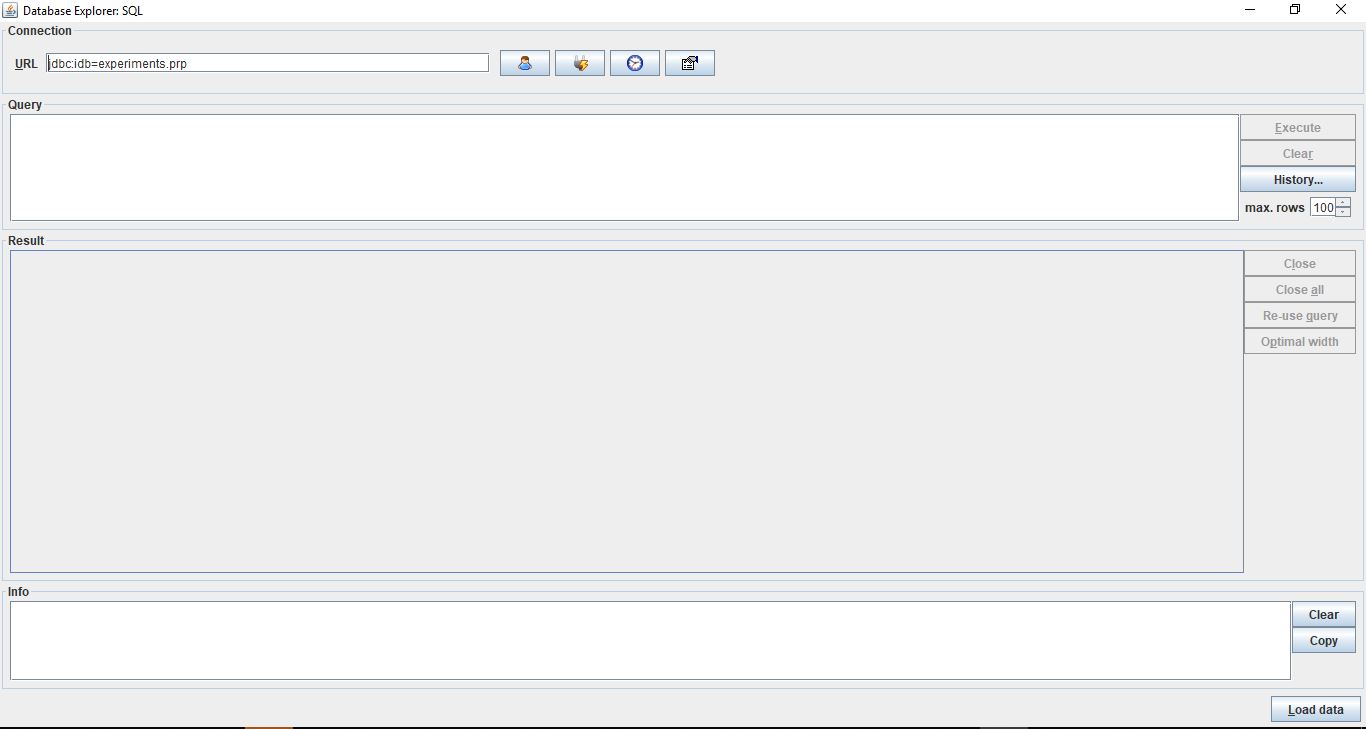 Database Explorer: SQL
Connection
URL jdbc:idb=experiments.prp
Query
Execute
Clear
History...
max. rows 100
Result
Close
Close all
Re-use query
Optimal width
Info
Clear
Copy
Load data